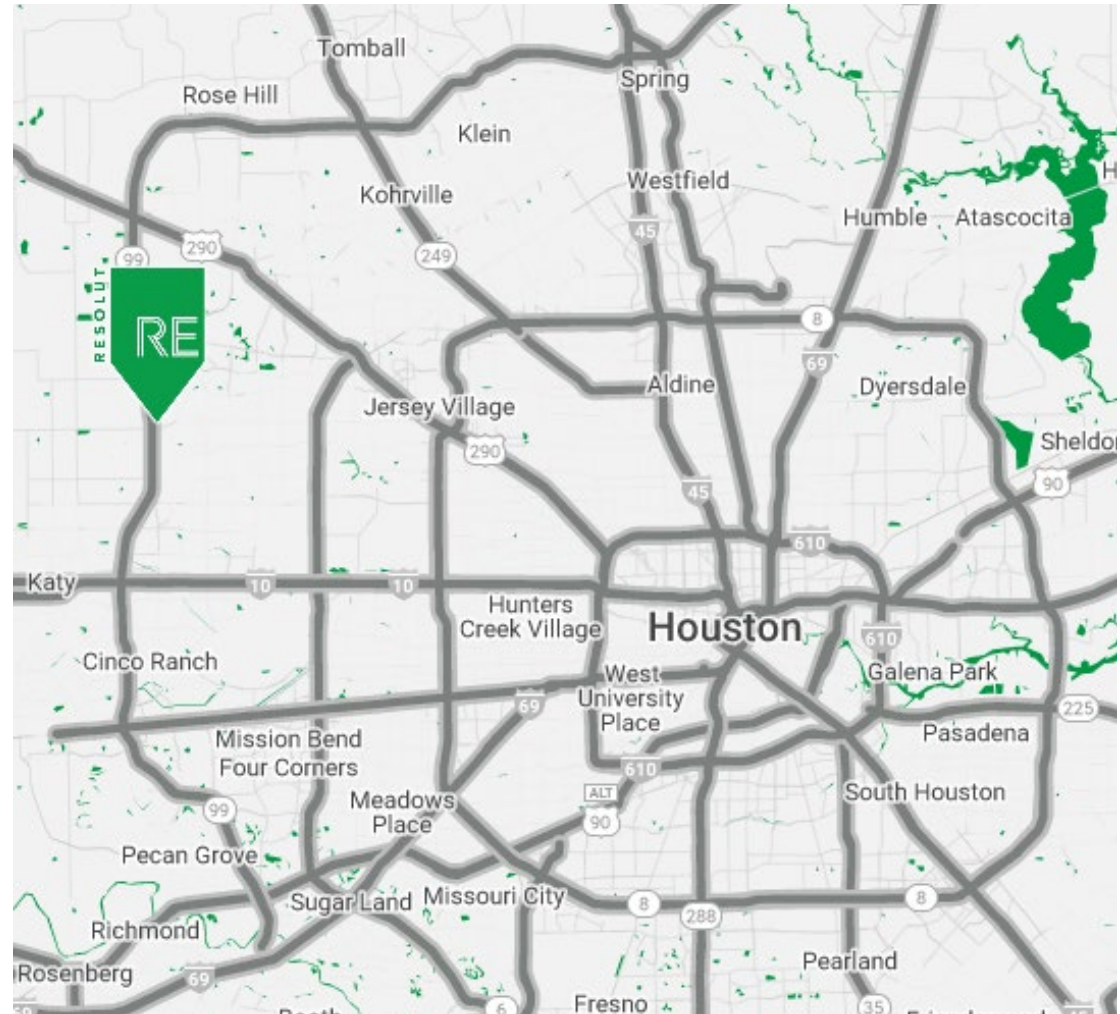 Tomball
Spring
Rose Hill
Klein
Kohrville
Westfield
Humble
Atascocita
H
45
290
99
249
RESOLUT
RE
8
69
Aldine
Dyersdale
Jersey Village
290
Sheldon
90
45
610
Katy
10
10
Hunters
Creek Village
Houston
610
Cinco Ranch
West
University
Place
Galena Park
69
225
Pasadena
Mission Bend
Four Corners
610
Meadows
Place
ALT
90
South Houston
99
Pecan Grove
Sugar Land
Missouri City
8
288
8
Richmond
Rosenberg
69
Pearland
6
Fresno
35